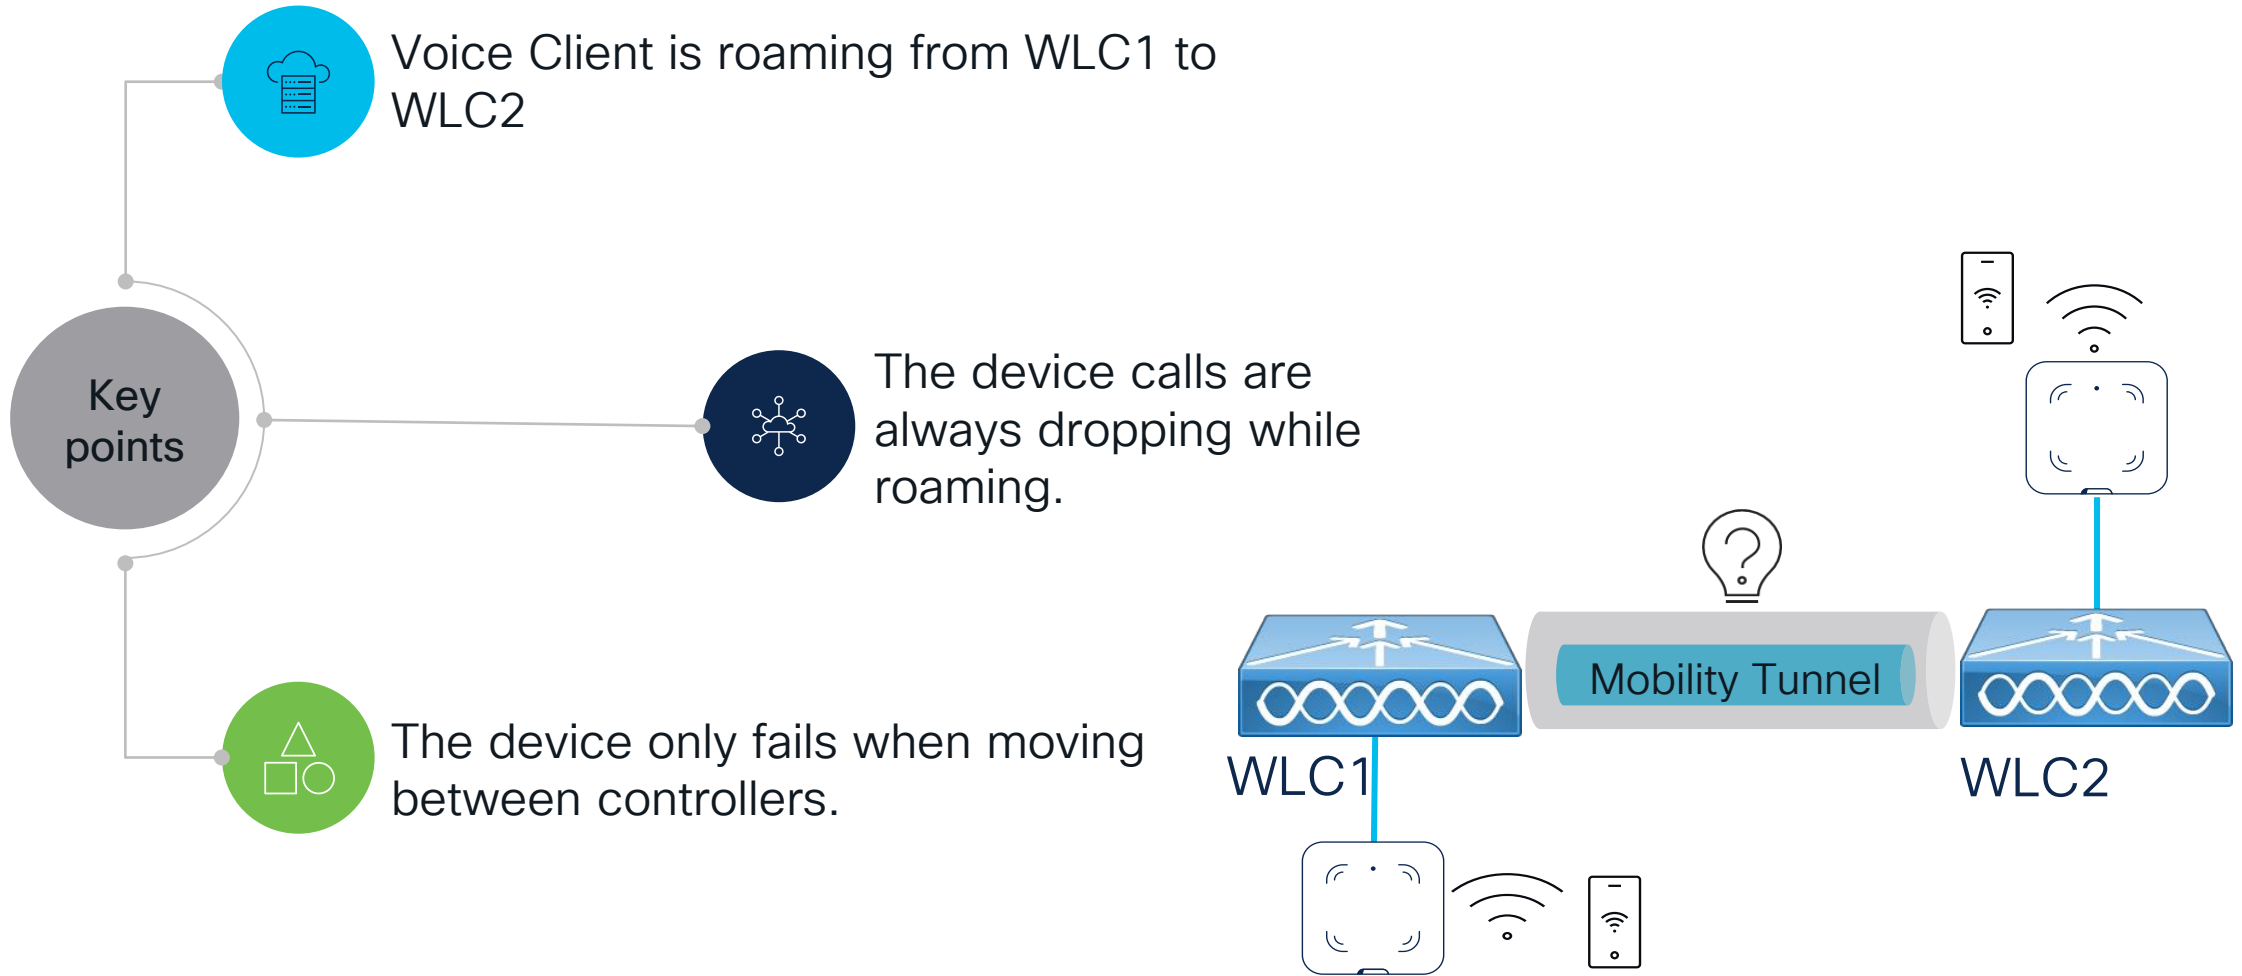 Voice Client is roaming from WLC1 to
WLC2
Key
points
The device calls are
always dropping while
roaming.
The device only fails when moving
between controllers.
?
Mobility Tunnel
WLC1
WLC2